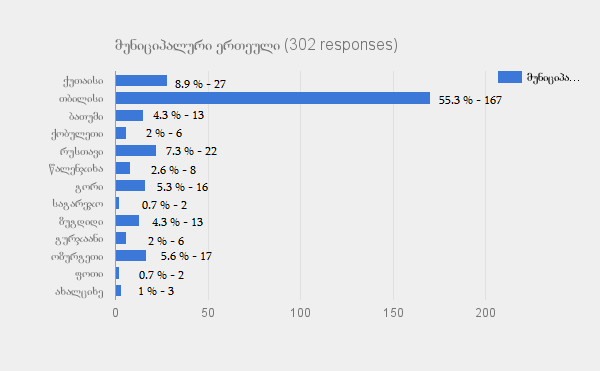 მუნიციპალური ერთეული (302 responses)
მუნიციპა...
ქუთაისი 8.9 % - 27
თბილისი 55.3 % - 167
ბათუმი 4.3 % - 13
ქობულეთი 2 % - 6
რუსთავი 7.3 % - 22
წალენჯიხა 2.6 % - 8
გორი 5.3 % - 16
საგარეჯო 0.7 % - 2
ზუგდიდი 4.3 % - 13
გურჯაანი 2 % - 6
ოზურგეთი 5.6 % - 17
ფოთი 0.7 % - 2
ახალციხე 1 % - 3
0 50 100 150 200